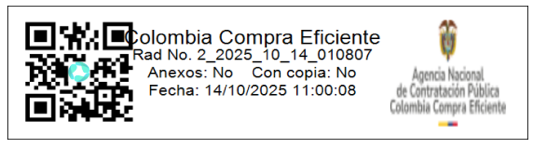 Colombia Compra Eficiente
Rad No. 2_2025_10_14_010807
Anexos: No Con copia: No
Fecha: 14/10/2025 11:00:08
Agencia Nacional
de Contratación Pública
Colombia Compra Eficiente